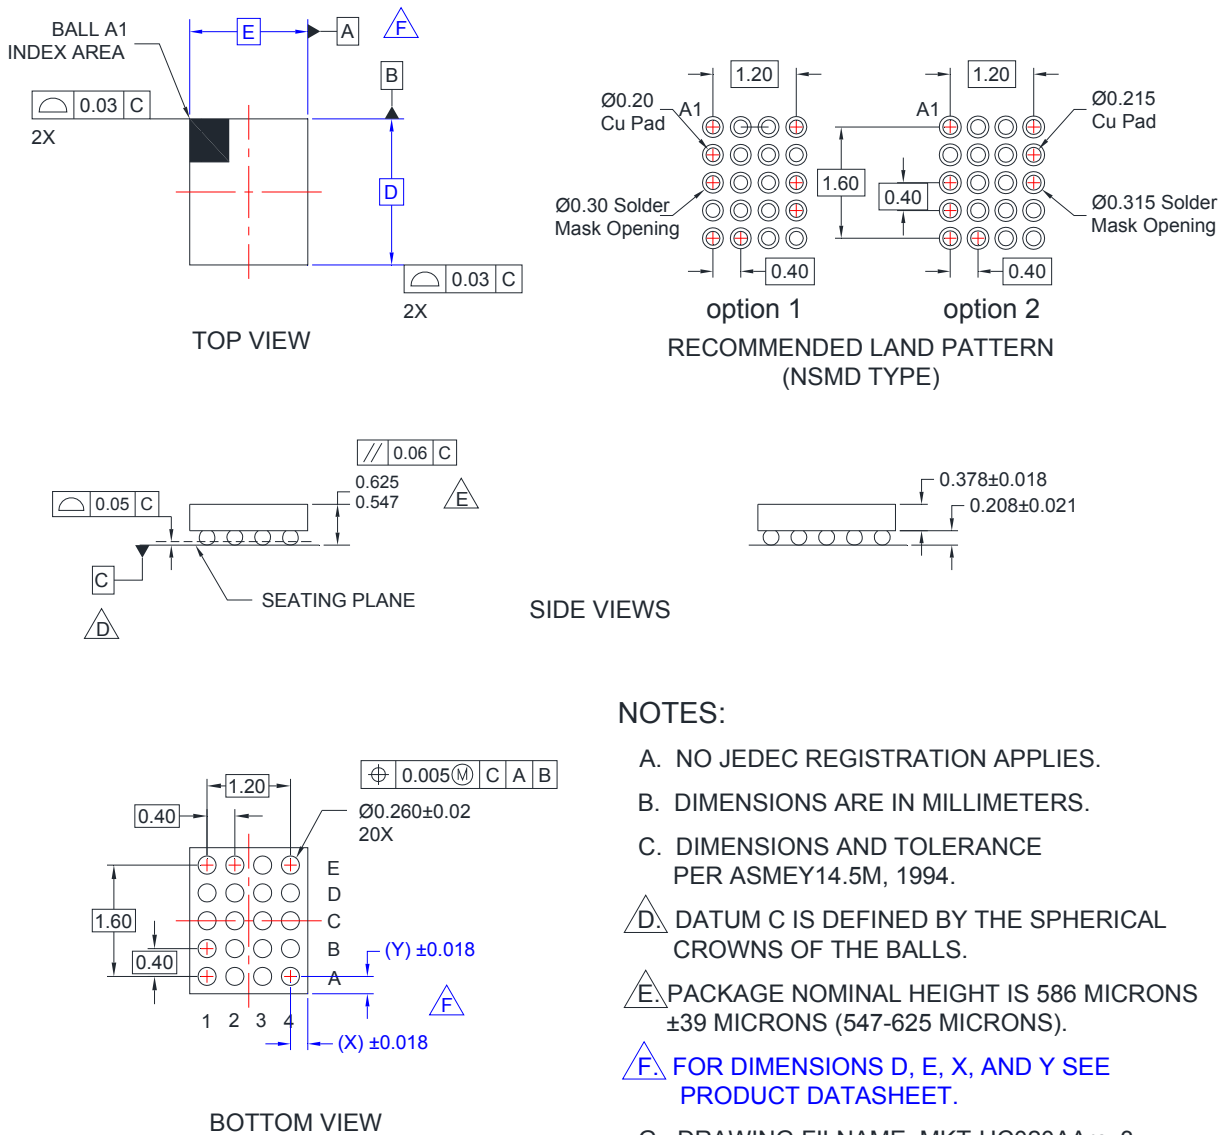 BALL A1
INDEX AREA
E
A
F
B
0.03 C
2X
D
0.03 C
2X
TOP VIEW
1.20
1.20
Ø0.20
Cu Pad
A1
A1
Ø0.215
Cu Pad
1.60
0.40
Ø0.30 Solder
Mask Opening
Ø0.315 Solder
Mask Opening
0.40
0.40
option 1
option 2
RECOMMENDED LAND PATTERN
(NSMD TYPE)
// 0.06 C
0.625
0.547
E
0.05 C
C
D
SEATING PLANE
0.378±0.018
0.208±0.021
SIDE VIEWS
1.20
0.40
0.005Ⓜ C A B
Ø0.260±0.02
20X
E
D
C
B
A
1.60
0.40
(Y) ±0.018
F
1 2 3 4
(X) ±0.018
BOTTOM VIEW
NOTES:
A. NO JEDEC REGISTRATION APPLIES.
B. DIMENSIONS ARE IN MILLIMETERS.
C. DIMENSIONS AND TOLERANCE
PER ASMEY14.5M, 1994.
D. DATUM C IS DEFINED BY THE SPHERICAL
CROWNS OF THE BALLS.
E. PACKAGE NOMINAL HEIGHT IS 586 MICRONS
±39 MICRONS (547-625 MICRONS).
F. FOR DIMENSIONS D, E, X, AND Y SEE
PRODUCT DATASHEET.
DRAWING FILNAME: